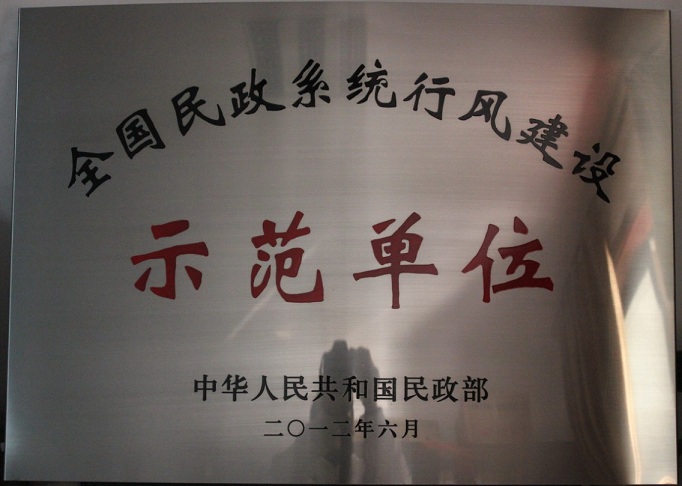 全国民政系统行风建设
示范单位
中华人民共和国民政部
二〇一二年六月